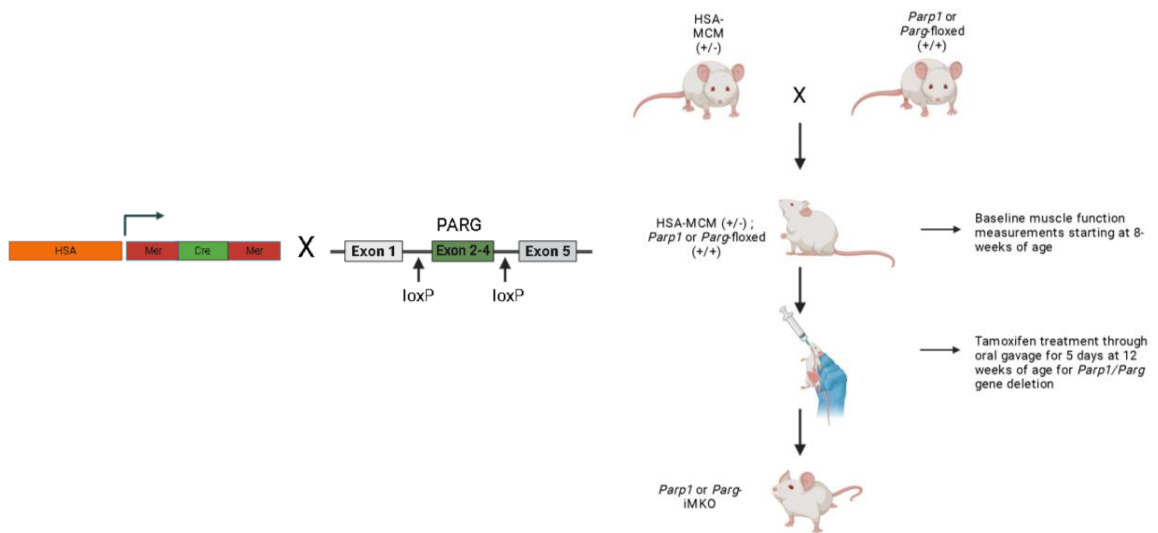 HSA
Mer
Cre
Mer
X
PARG
Exon 1
Exon 2-4
Exon 5
loxP
loxP
HSA-
MCM
(+/-)
X
Parp1 or
Parg-floxed
(+/+)
HSA-MCM (+/-) ;
Parp1 or Parg-floxed
(+/+)
Baseline muscle function
measurements starting at 8-
weeks of age
Tamoxifen treatment through
oral gavage for 5 days at 12
weeks of age for Parp1/Parg
gene deletion
Parp1 or Parg-
iMKO